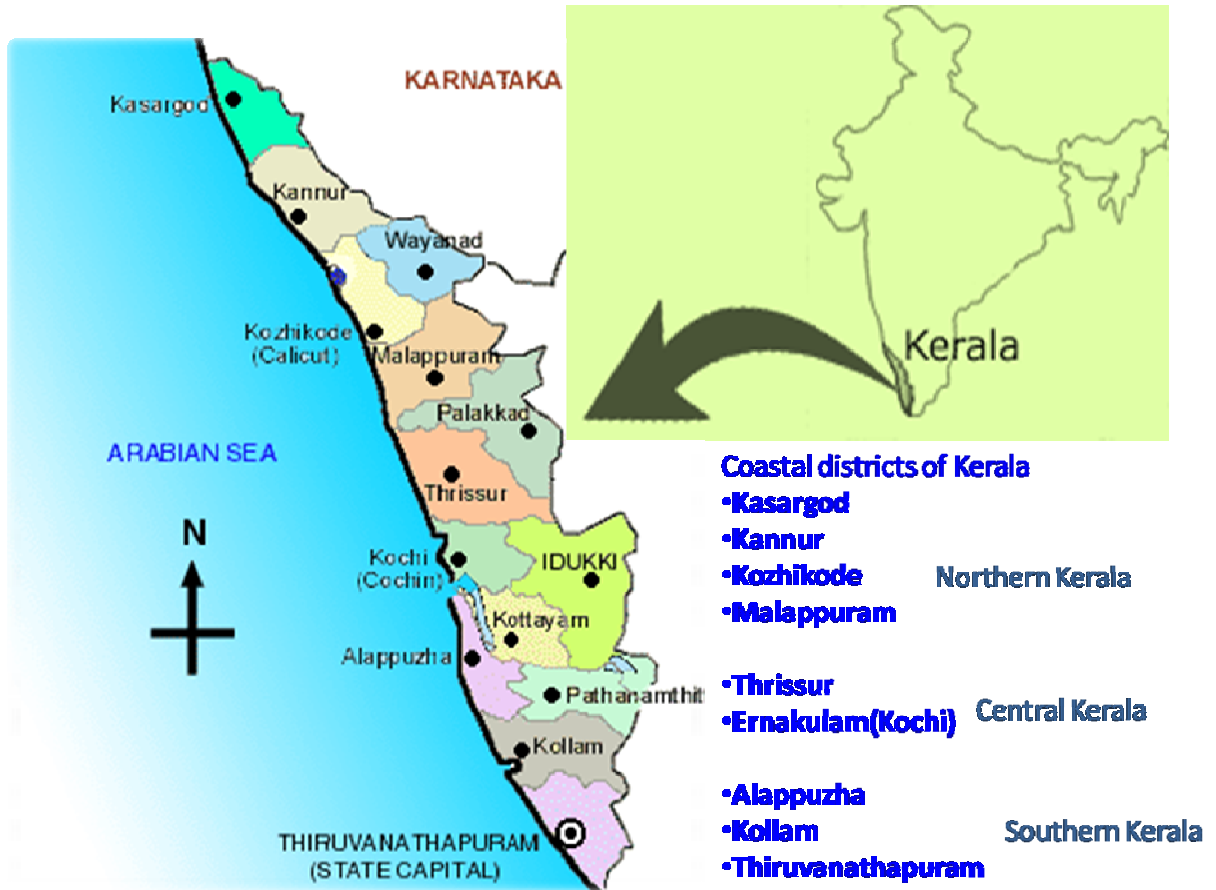 KARNATAKA
Kasargod
Kannur
Wayanad
Kozhikode
(Calicut)
Malappuram
Palakkad
ARABIAN SEA
Thrissur
N
Kochi
(Cochin)
IDUKKI
Kottayam
Alappuzha
Pathanamthit
Kollam
THIRUVANATHAPURAM
(STATE CAPITAL)
Kerala
Coastal districts of Kerala
•Kasargod
•Kannur
•Kozhikode
Northern Kerala
•Malappuram
•Thrissur
•Ernakulam(Kochi)
Central Kerala
•Alappuzha
•Kollam
Southern Kerala
•Thiruvanathapuram